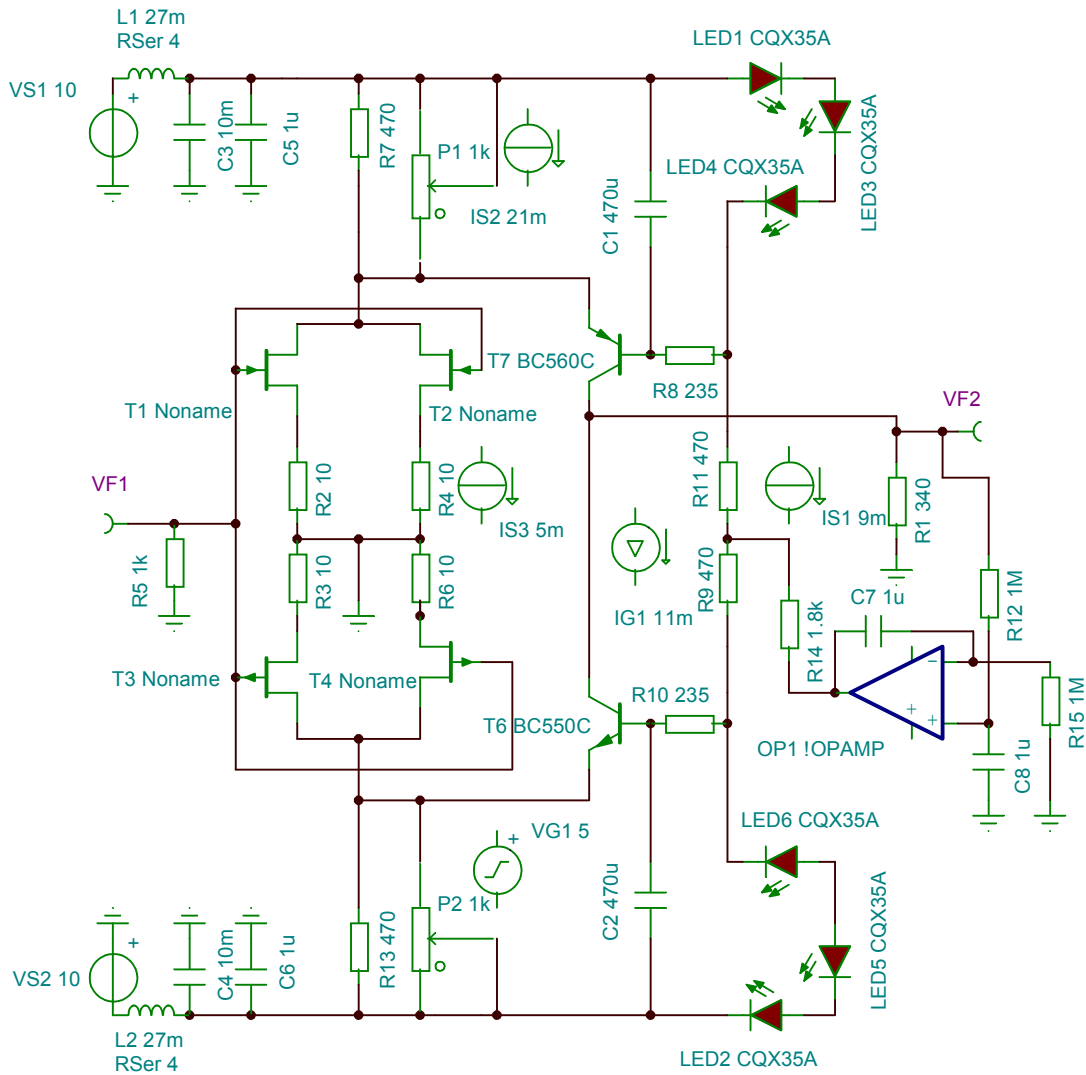 L1 27m
RSer 4
LED1 CQX35A
VS1 10
+
C3 10m
C5 1u
R7 470
P1 1k
IS2 21m
LED4 CQX35A
LED3 CQX35A
C1 470u
T7 BC560C
R8 235
T1 Noname
T2 Noname
VF2
VF1
R2 10
R4 10
IS3 5m
R11 470
IS1 9m
R1 340
R5 1k
R3 10
R6 10
IG1 11m
R9 470
R14 1.8k
C7 1u
R12 1M
T3 Noname
T4 Noname
T6 BC550C
R10 235
−
+
+
OP1 !OPAMP
R15 1M
C8 1u
VG1 5
+
LED6 CQX35A
P2 1k
R13 470
C2 470u
LED5 CQX35A
VS2 10
+
C4 10m
C6 1u
L2 27m
RSer 4
LED2 CQX35A